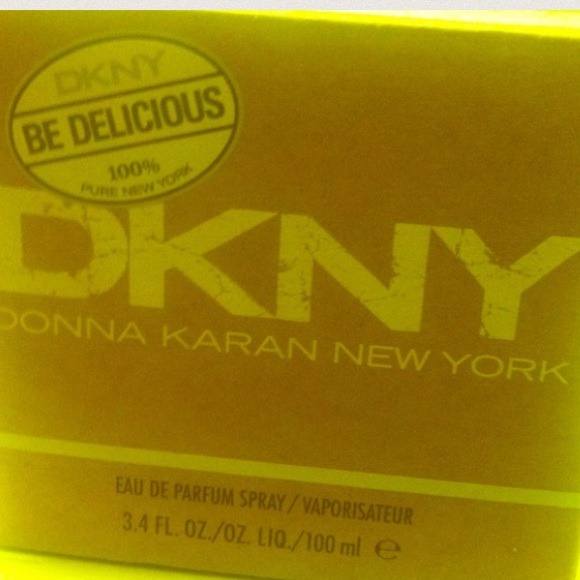 DKNY
BE DELICIOUS
100%
PURE NEW YORK
DKNY
DONNA KARAN NEW YORK
EAU DE PARFUM SPRAY / VAPORISATEUR
3.4 FL. OZ./OZ. LIQ./100 ml ℮